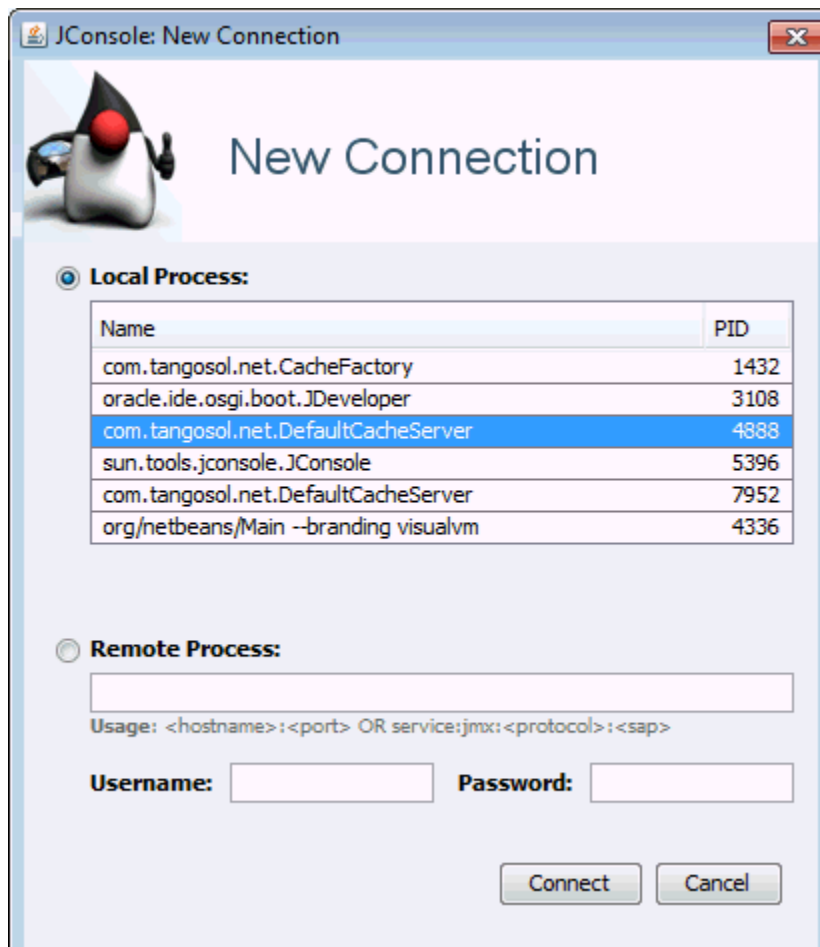 JConsole: New Connection
New Connection
Local Process:
Name PID
com.tangosol.net.CacheFactory 1432
oracle.ide.osgi.boot.JDeveloper 3108
com.tangosol.net.DefaultCacheServer 4888
sun.tools.jconsole.JConsole 5396
com.tangosol.net.DefaultCacheServer 7952
org/netbeans/Main --branding visualvm 4336
Remote Process:
Usage: <hostname>:<port> OR service:jmx:<protocol>:<sap>
Username: Password:
Connect Cancel